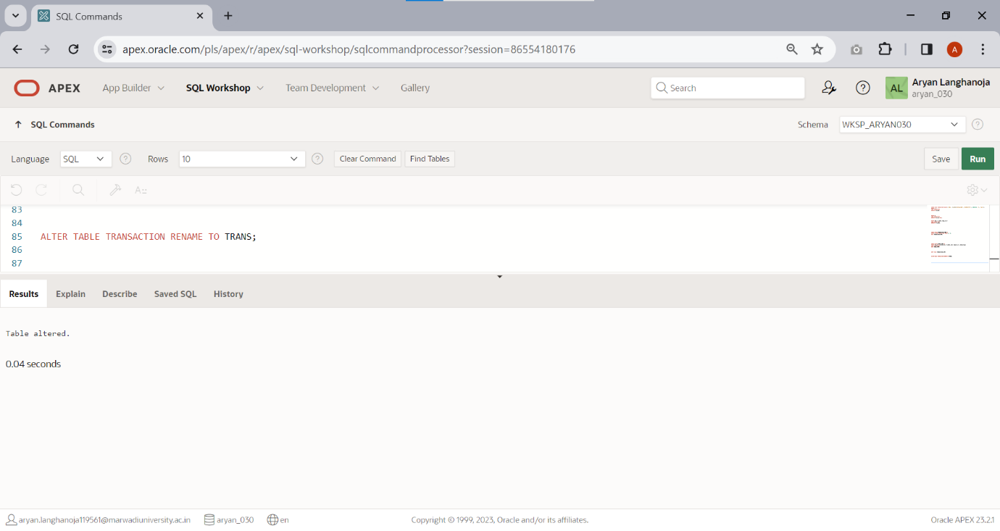 SQL Commands
apex.oracle.com/pls/apex/r/apex/sql-workshop/sqlcommandprocessor?session=86554180176
A
APEX App Builder SQL Workshop Team Development Gallery Search AL Aryan Langhanoja
aryan_030
SQL Commands Schema WKSP_ARYAN030
Language SQL Rows 10 Clear Command Find Tables Save Run
83
84
85 ALTER TABLE TRANSACTION RENAME TO TRANS;
86
87
Results Explain Describe Saved SQL History
Table altered.
0.04 seconds
aryan.langhanoja119561@marwadiuniversity.ac.in aryan_030 en Copyright © 1999, 2023, Oracle and/or its affiliates. Oracle APEX 23.2.1